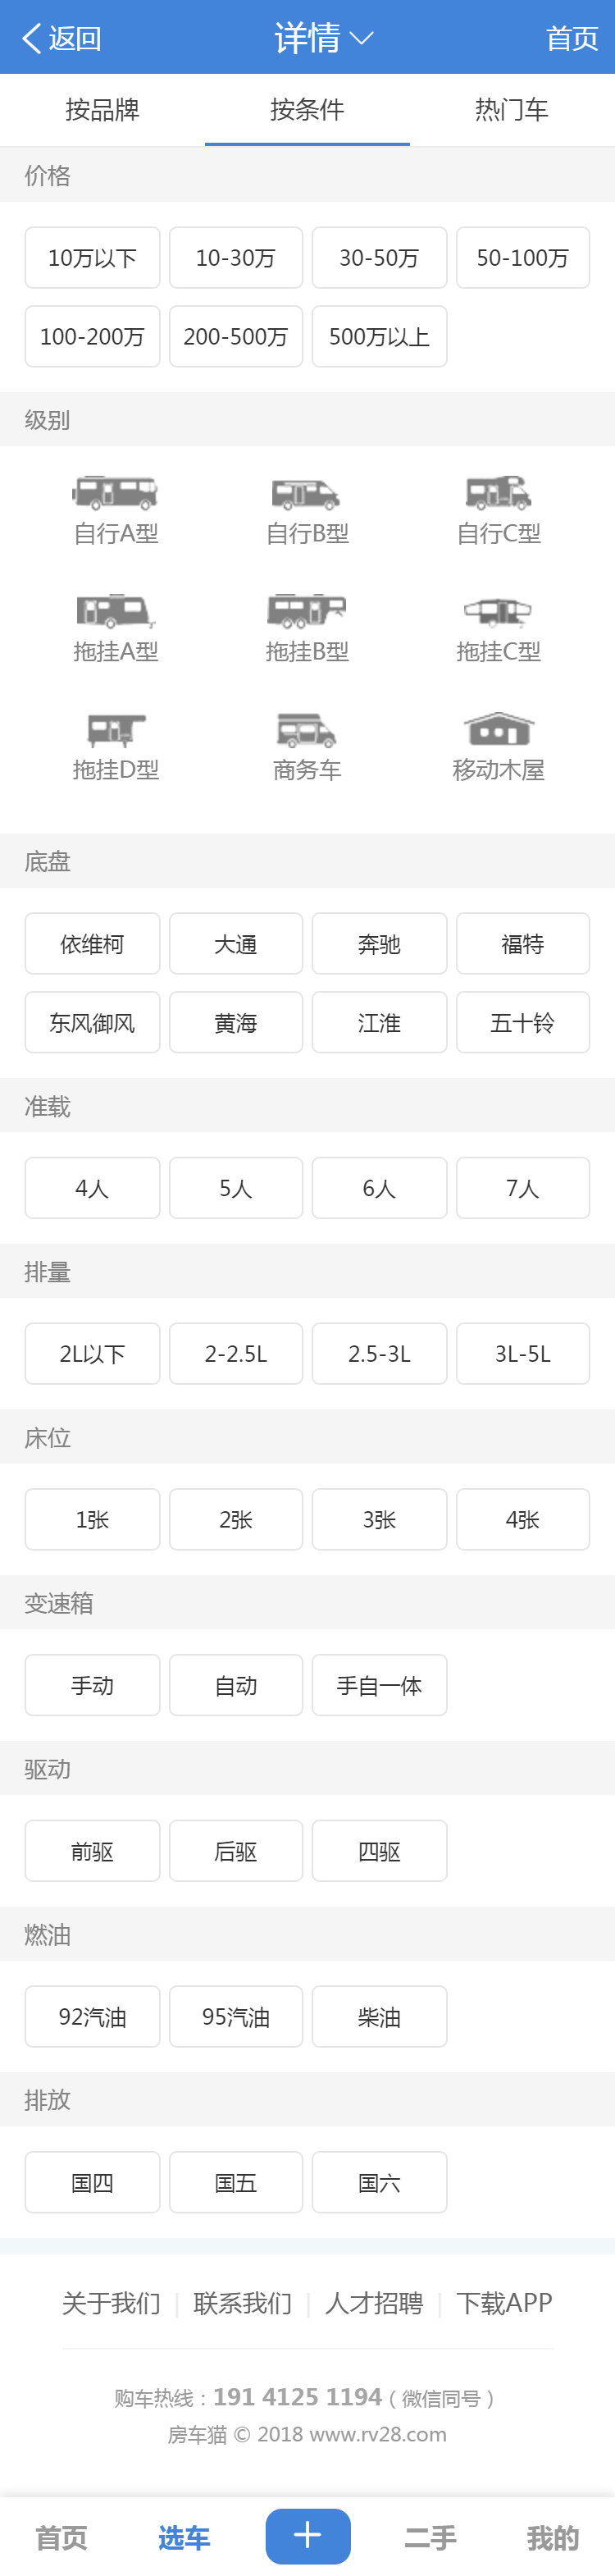 返回 详情 首页
按品牌 按条件 热门车
价格
10万以下 10-30万 30-50万 50-100万
100-200万 200-500万 500万以上
级别
自行A型 自行B型 自行C型
拖挂A型 拖挂B型 拖挂C型
拖挂D型 商务车 移动木屋
底盘
依维柯 大通 奔驰 福特
东风御风 黄海 江淮 五十铃
准载
4人 5人 6人 7人
排量
2L以下 2-2.5L 2.5-3L 3L-5L
床位
1张 2张 3张 4张
变速箱
手动 自动 手自一体
驱动
前驱 后驱 四驱
燃油
92汽油 95汽油 柴油
排放
国四 国五 国六
关于我们 | 联系我们 | 人才招聘 | 下载APP
购车热线：191 4125 1194（微信同号）
房车猫 © 2018 www.rv28.com
首页 选车 二手 我的